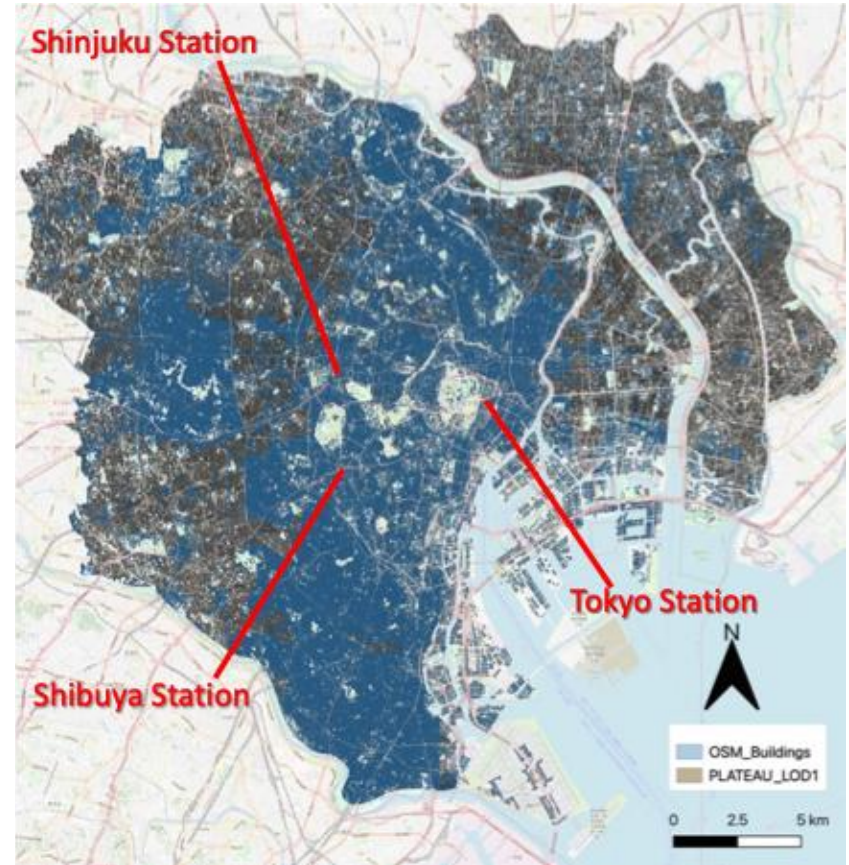 Shinjuku Station
Tokyo Station
Shibuya Station
N
OSM_Buildings
PLATEAU_LOD1
0 2.5 5 km